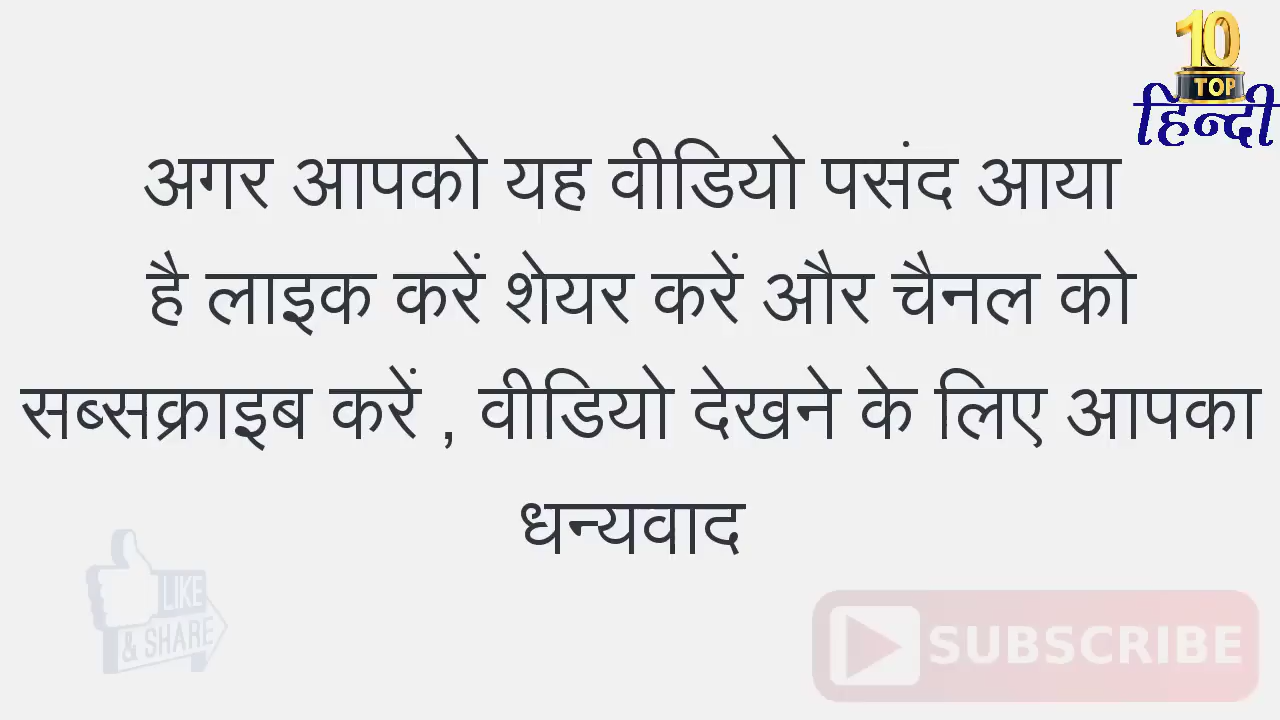 10
TOP
हिन्दी
अगर आपको यह वीडियो पसंद आया
है लाइक करें शेयर करें और चैनल को
सब्सक्राइब करें , वीडियो देखने के लिए आपका
धन्यवाद
LIKE
& SHARE
SUBSCRIBE